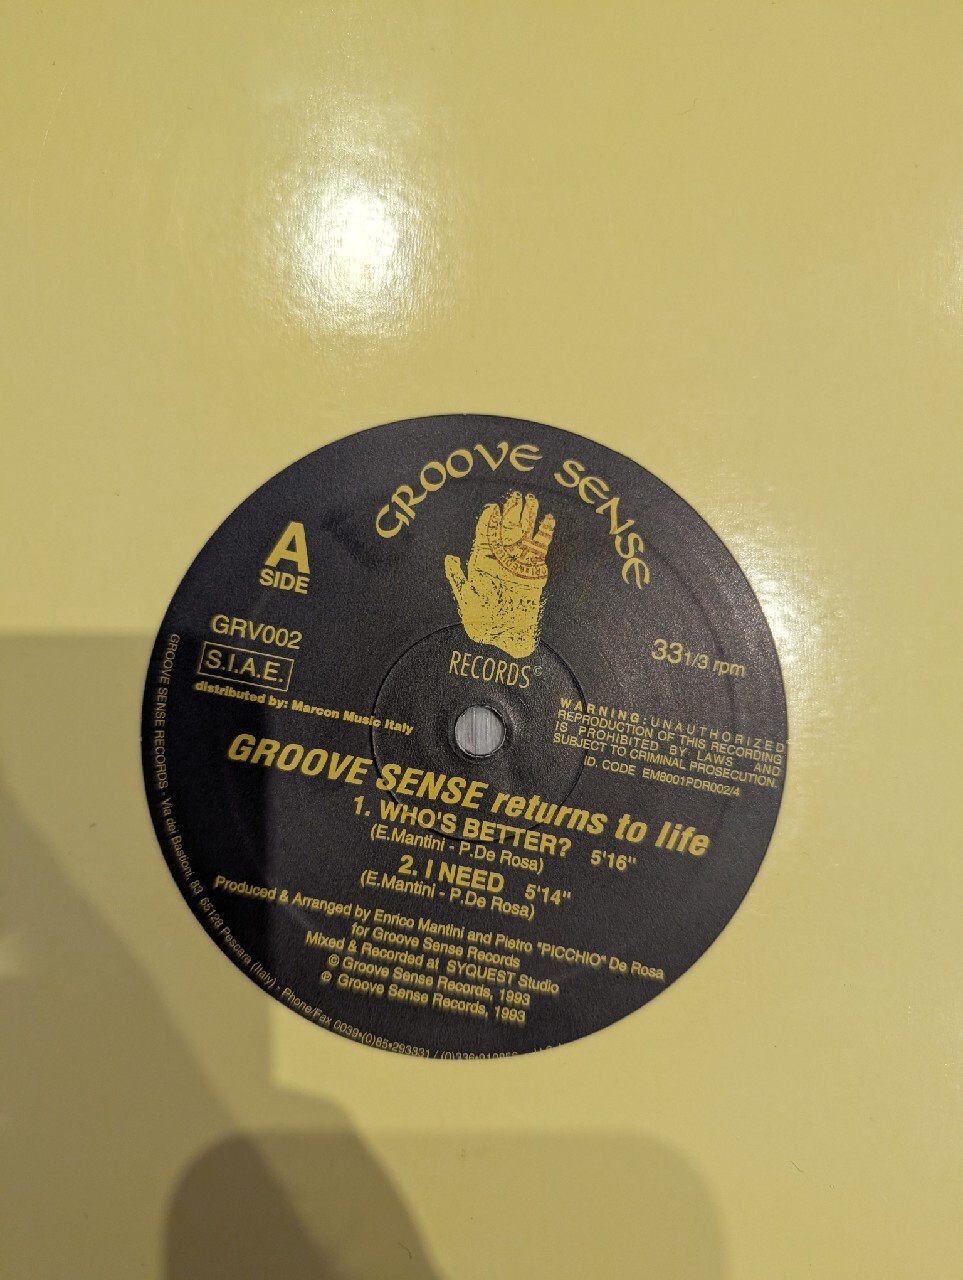 GROOVE SENSE
RECORDS
A
SIDE
GRV002
S.I.A.E.
distributed by: Marcon Music Italy
33 1/3 rpm
WARNING: UNAUTHORIZED
REPRODUCTION OF THIS RECORDING
IS PROHIBITED BY LAWS AND
SUBJECT TO CRIMINAL PROSECUTION.
ID. CODE EM8001PDR002/4
GROOVE SENSE returns to life
1. WHO'S BETTER? 5'16"
(E.Mantini - P.De Rosa)
2. I NEED 5'14"
(E.Mantini - P.De Rosa)
Produced & Arranged by Enrico Mantini and Pietro "PICCHIO" De Rosa
for Groove Sense Records
Mixed & Recorded at SYQUEST Studio
© Groove Sense Records, 1993
℗ Groove Sense Records, 1993
GROOVE SENSE RECORDS - Via dei Bastioni, 83 65128 Pescara (Italy) - Phone/Fax 0039•(0)85•293331 /